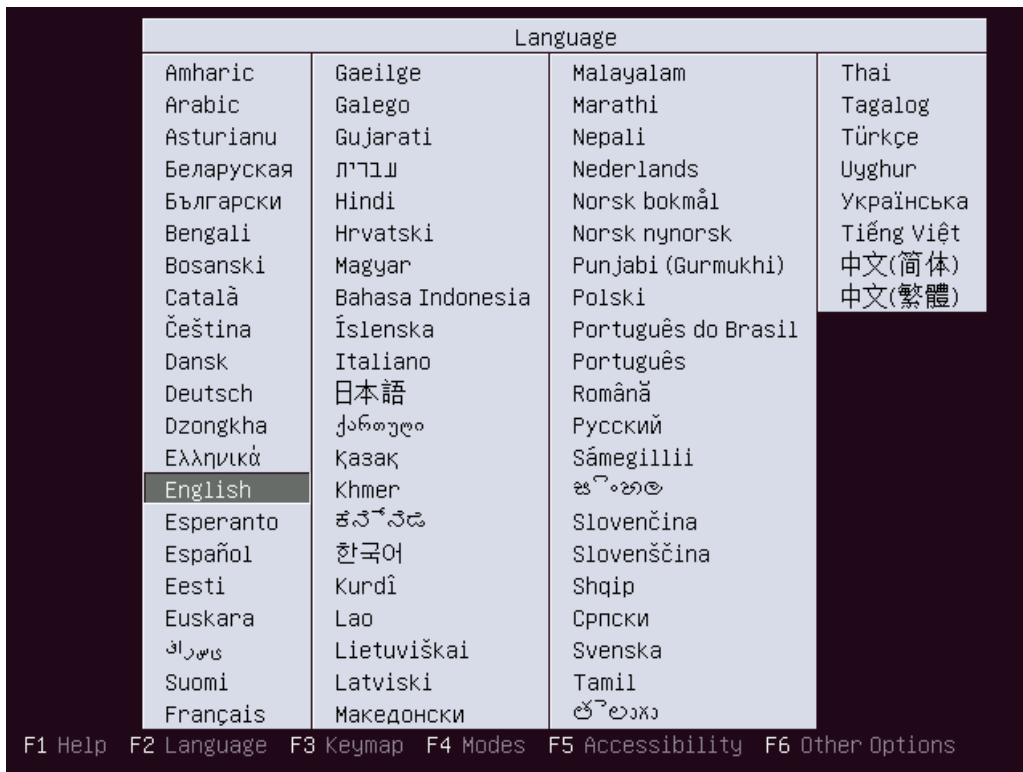 Language
Amharic
Arabic
Asturianu
Беларуская
Български
Bengali
Bosanski
Català
Čeština
Dansk
Deutsch
Dzongkha
Ελληνικά
English
Esperanto
Español
Eesti
Euskara
Suomi
Français
Gaeilge
Galego
Gujarati
עברית
Hindi
Hrvatski
Magyar
Bahasa Indonesia
Íslenska
Italiano
日本語
ქართული
Қазақ
Khmer
한국어
Kurdî
Lao
Lietuviškai
Latviski
Македонски
Malayalam
Marathi
Nepali
Nederlands
Norsk bokmål
Norsk nynorsk
Punjabi (Gurmukhi)
Polski
Português do Brasil
Português
Română
Русский
Sámegillii
Slovenčina
Slovenščina
Shqip
Српски
Svenska
Tamil
Thai
Tagalog
Türkçe
Uyghur
Українська
Tiếng Việt
中文(简体)
中文(繁體)
F1 Help F2 Language F3 Keymap F4 Modes F5 Accessibility F6 Other Options